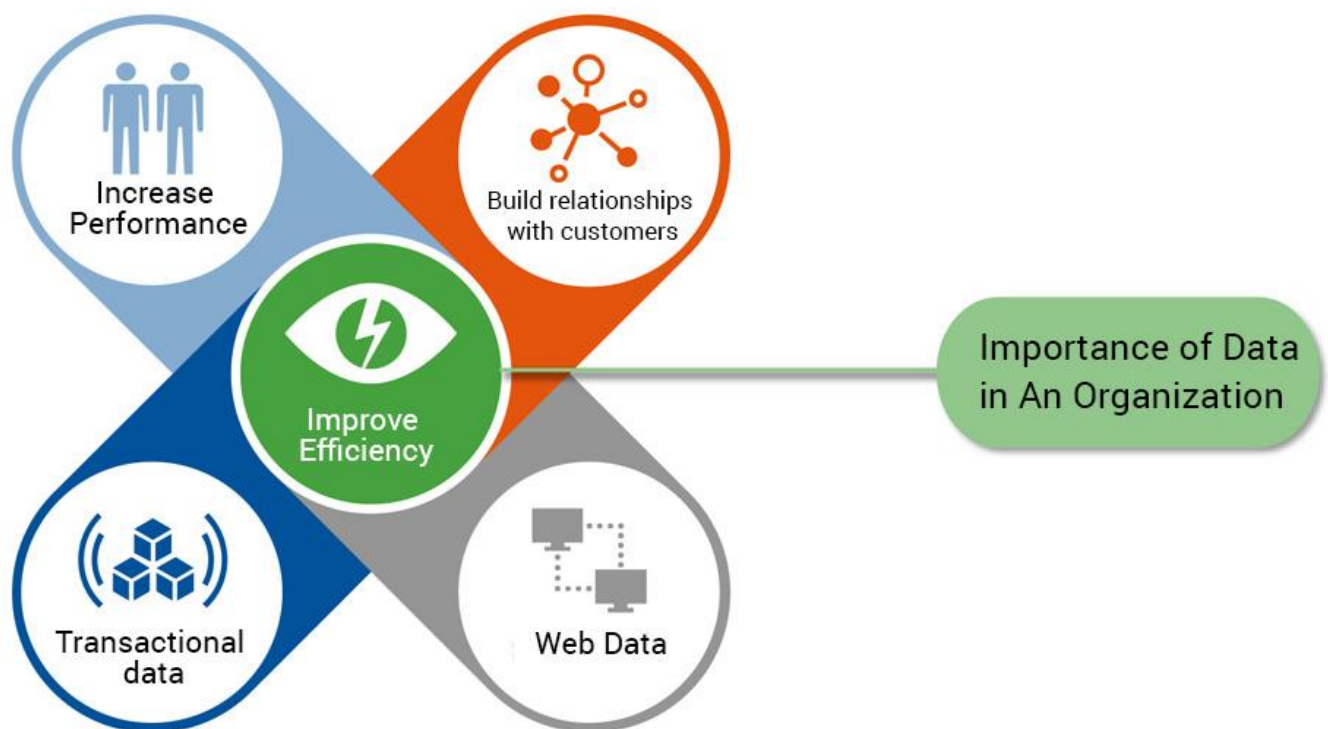 Increase
Performance
Build relationships
with customers
Improve
Efficiency
Importance of Data
in An Organization
Transactional
data
Web Data